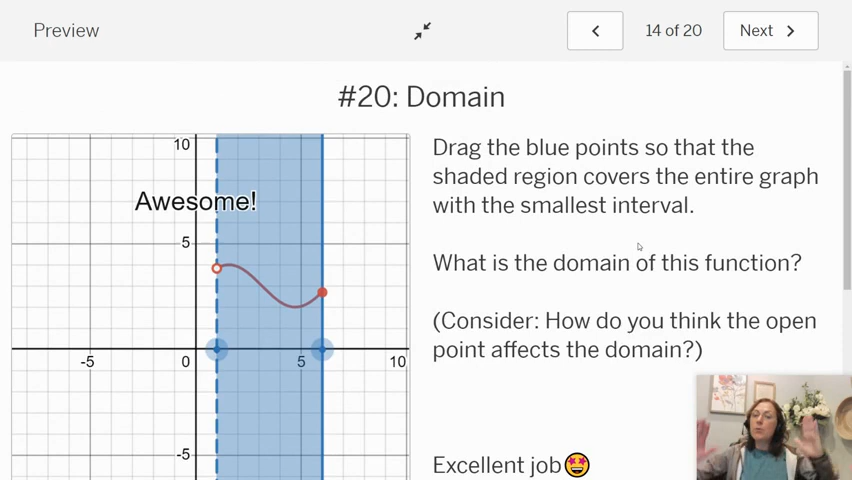 Preview
14 of 20
Next
#20: Domain
10
Awesome!
5
-5
0
5
10
-5
Drag the blue points so that the
shaded region covers the entire graph
with the smallest interval.
What is the domain of this function?
(Consider: How do you think the open
point affects the domain?)
Excellent job🤩